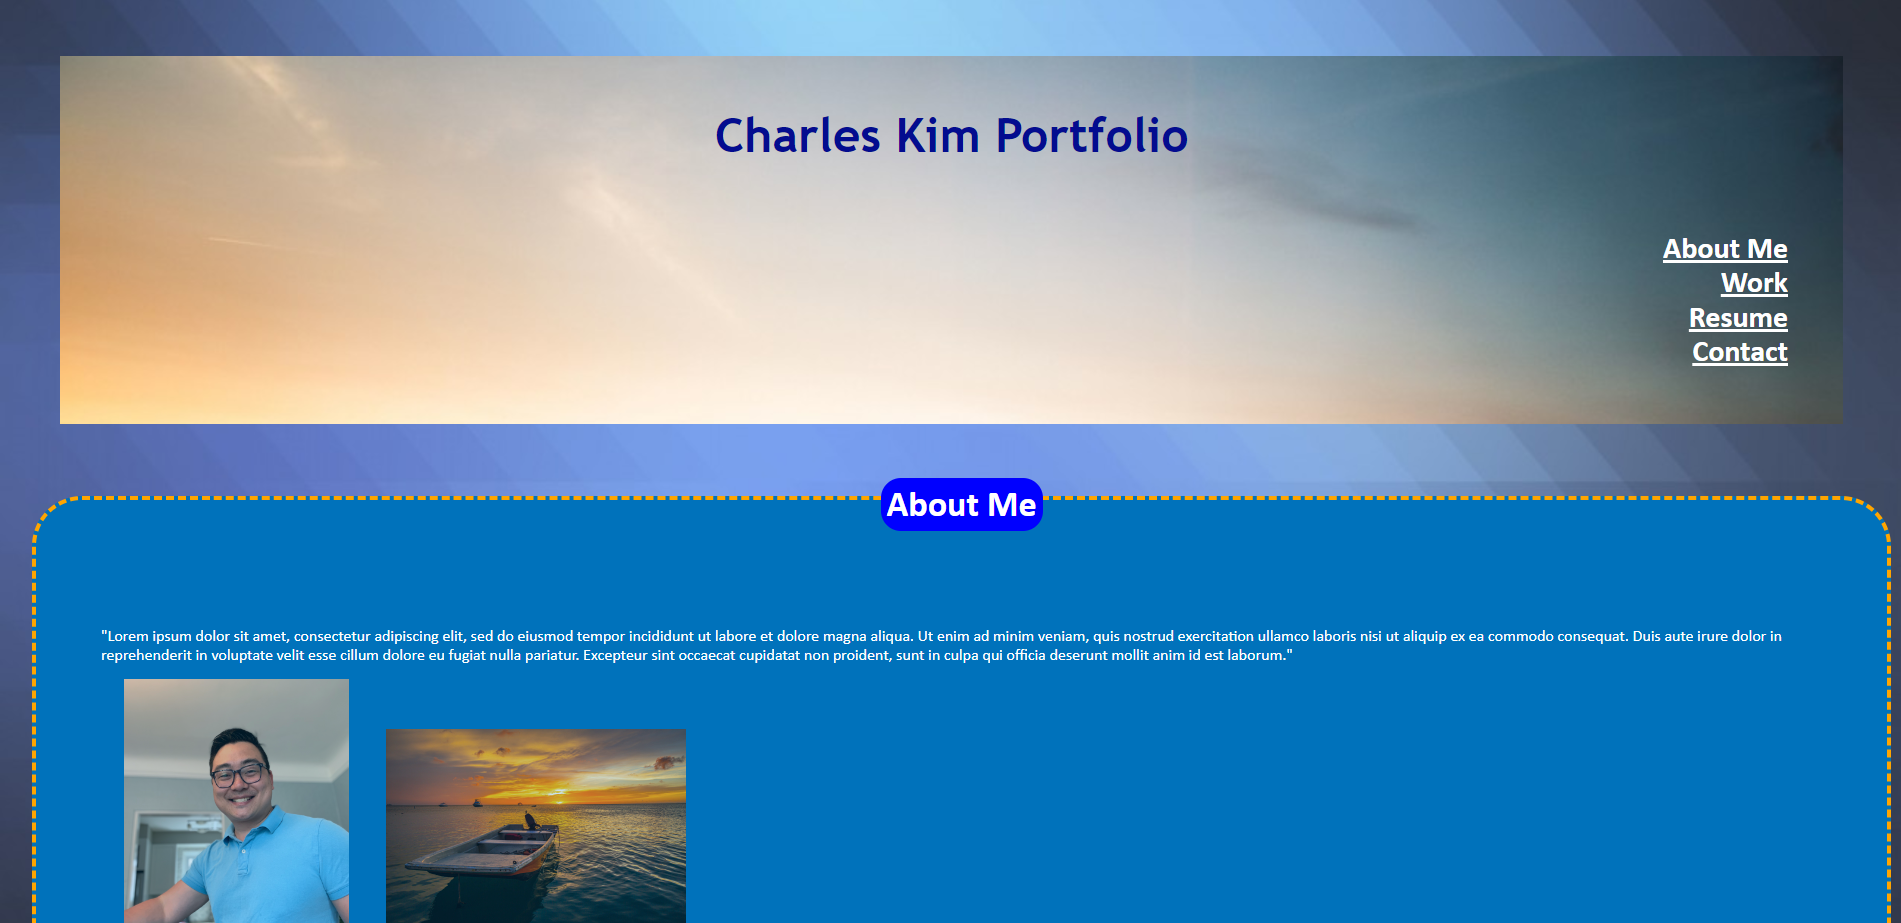 Charles Kim Portfolio
About Me
Work
Resume
Contact
About Me
"Lorem ipsum dolor sit amet, consectetur adipiscing elit, sed do eiusmod tempor incididunt ut labore et dolore magna aliqua. Ut enim ad minim veniam, quis nostrud exercitation ullamco laboris nisi ut aliquip ex ea commodo consequat. Duis aute irure dolor in
reprehenderit in voluptate velit esse cillum dolore eu fugiat nulla pariatur. Excepteur sint occaecat cupidatat non proident, sunt in culpa qui officia deserunt mollit anim id est laborum."